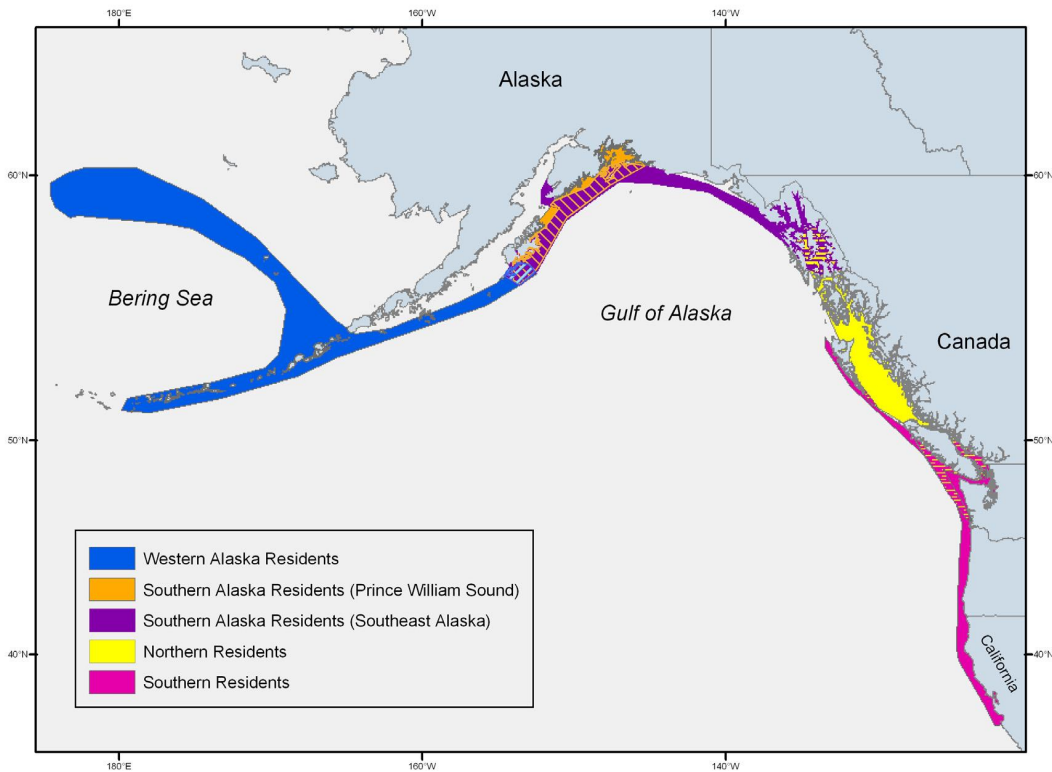 180°E 160°W 140°W
Alaska
60°N 60°N
Bering Sea
Gulf of Alaska
Canada
50°N 50°N
Western Alaska Residents
Southern Alaska Residents (Prince William Sound)
Southern Alaska Residents (Southeast Alaska)
Northern Residents
Southern Residents
40°N 40°N
California
180°E 160°W 140°W